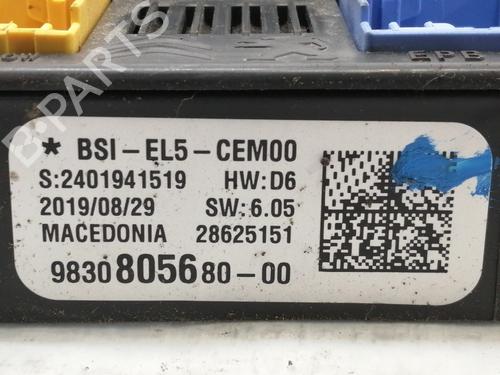 * BSI-EL5-CEM00
S:2401941519 HW:D6
2019/08/29 SW:6.05
MACEDONIA 28625151
9830805680-00
B-PARTS
EPB